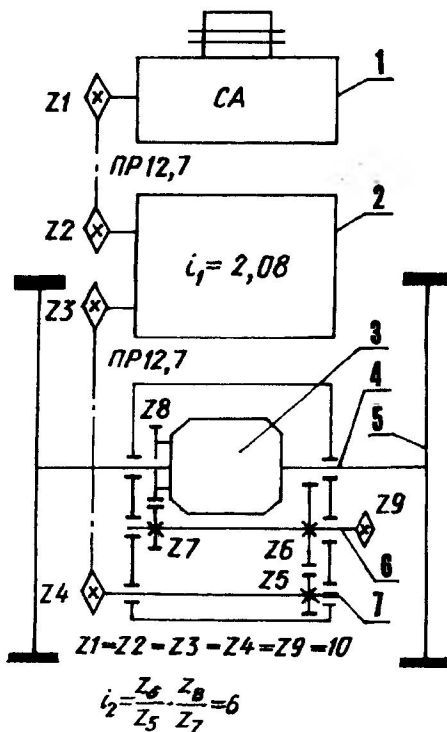 1
Z1
СА
ПР12,7
2
Z2
i₁ = 2,08
Z3
ПР12,7
3
4
Z8
5
Z9
Z7
Z6
6
Z4
Z5
7
Z1=Z2=Z3=Z4=Z9=10
i₂ = Z₆/Z₅ · Z₈/Z₇ = 6